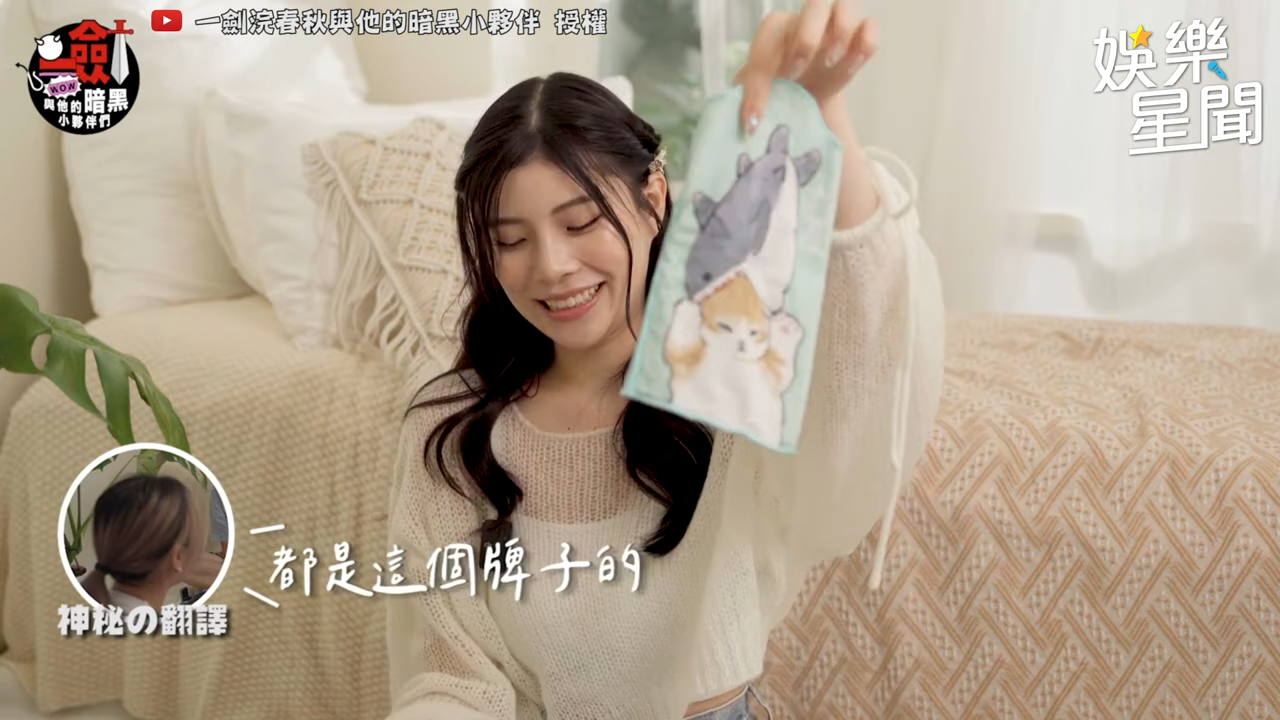 一劍浣春秋與他的暗黑小夥伴 授權
一劍
WOW
與他的暗黑
小夥伴們
娛樂
星聞
都是這個牌子的
神秘の翻譯